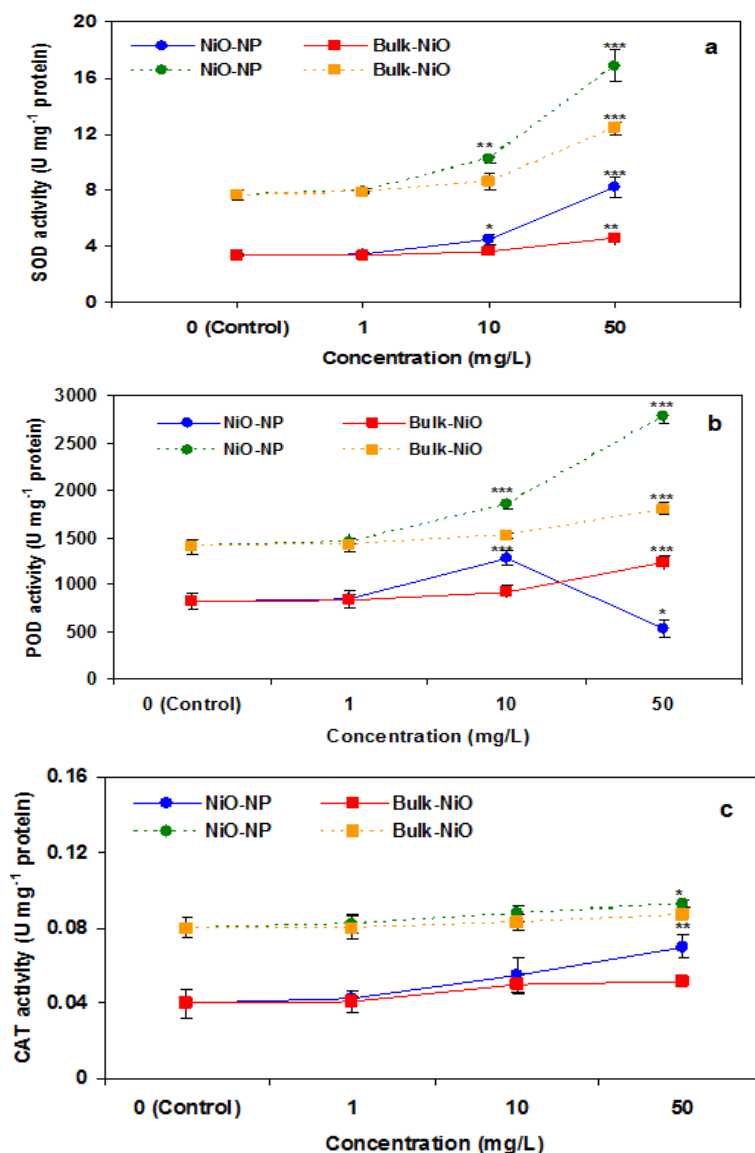 20
16
12
8
4
0
SOD activity (U mg-1 protein)
NiO-NP Bulk-NiO
NiO-NP Bulk-NiO
a
***
**
***
***
*
**
0 (Control) 1 10 50
Concentration (mg/L)
3000
2500
2000
1500
1000
500
0
POD activity (U mg-1 protein)
NiO-NP Bulk-NiO
NiO-NP Bulk-NiO
b
***
***
***
***
***
*
0 (Control) 1 10 50
Concentration (mg/L)
0.16
0.12
0.08
0.04
0
CAT activity (U mg-1 protein)
NiO-NP Bulk-NiO
NiO-NP Bulk-NiO
c
*
**
0 (Control) 1 10 50
Concentration (mg/L)